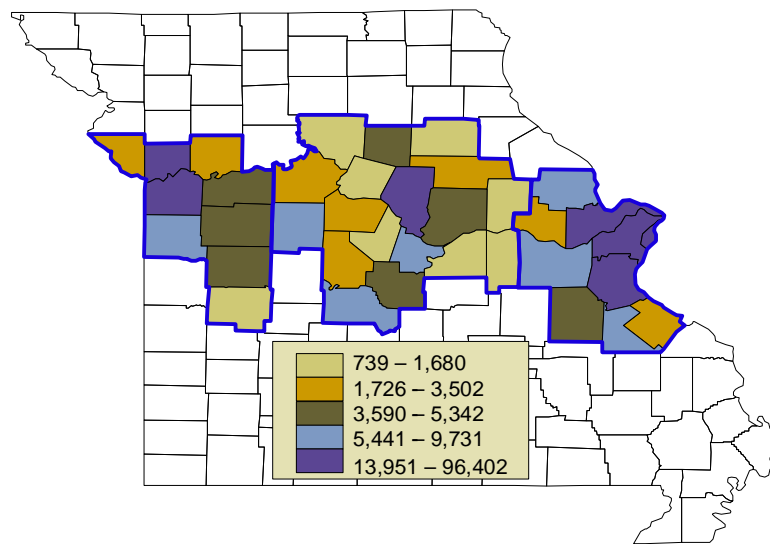 739 – 1,680
1,726 – 3,502
3,590 – 5,342
5,441 – 9,731
13,951 – 96,402